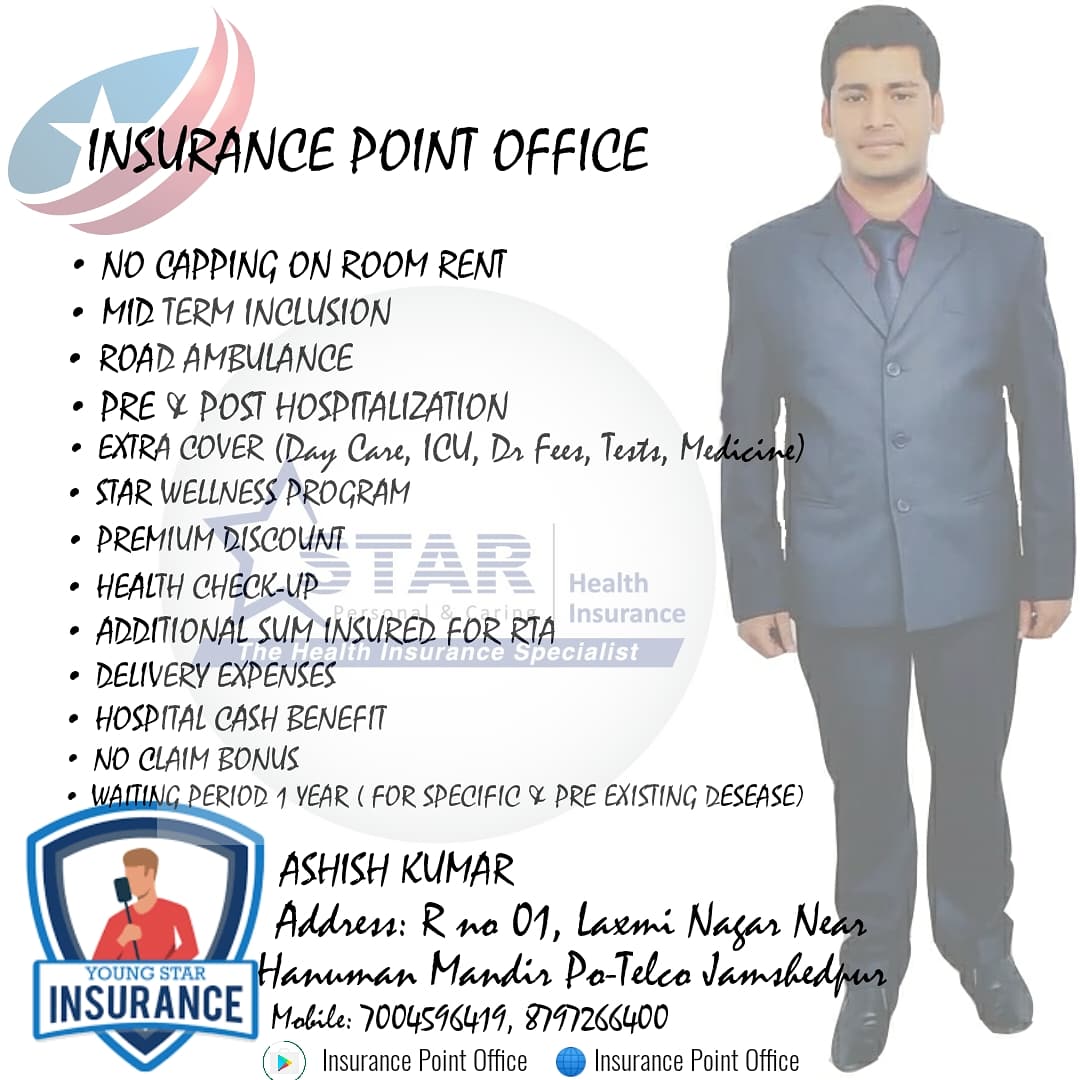 INSURANCE POINT OFFICE
• NO CAPPING ON ROOM RENT
• MID TERM INCLUSION
• ROAD AMBULANCE
• PRE & POST HOSPITALIZATION
• EXTRA COVER (Day Care, ICU, Dr Fees, Tests, Medicine)
• STAR WELLNESS PROGRAM
• PREMIUM DISCOUNT
• HEALTH CHECK-UP
• ADDITIONAL SUM INSURED FOR RTA
• DELIVERY EXPENSES
• HOSPITAL CASH BENEFIT
• NO CLAIM BONUS
• WAITING PERIOD 1 YEAR ( FOR SPECIFIC & PRE EXISTING DESEASE)
STAR
Personal & Caring
Health
Insurance
The Health Insurance Specialist
ASHISH KUMAR
Address: R no 01, Laxmi Nagar Near
Hanuman Mandir Po-Telco Jamshedpur
Mobile: 7004596419, 8797266400
Insurance Point Office Insurance Point Office
YOUNG STAR
INSURANCE